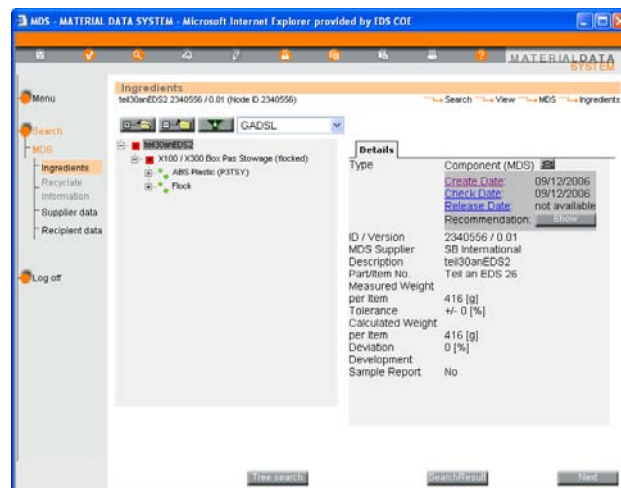 MDS - MATERIAL DATA SYSTEM - Microsoft Internet Explorer provided by EDS COE
MATERIALDATA
SYSTEM
Menu
Search
MDS
Ingredients
Recyclate
information
Supplier data
Recipient data
Log off
Ingredients
teil30anEDS2 2340556 / 0.01 (Node ID 2340556)
Search View MDS Ingredients
GADSL
teil30anEDS2
X100 / X300 Box Pas Stowage (flocked)
ABS Plastic (P3TSY)
Flock
Details
Type Component (MDS)
Create Date: 09/12/2006
Check Date: 09/12/2006
Release Date: not available
Recommendation: Show
ID / Version 2340556 / 0.01
MDS Supplier SB International
Description teil30anEDS2
Part/Item No. Teil an EDS 26
Measured Weight
per Item 416 [g]
Tolerance +/- 0 [%]
Calculated Weight
per Item 416 [g]
Deviation 0 [%]
Development
Sample Report No
Tree search SearchResult Next